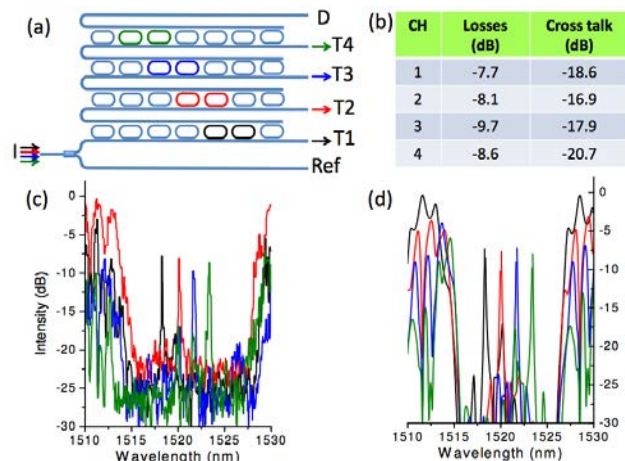 (a)
D
T4
T3
T2
T1
I
Ref
(b)
CH Losses (dB) Cross talk (dB)
1 -7.7 -18.6
2 -8.1 -16.9
3 -9.7 -17.9
4 -8.6 -20.7
(c)
0
-5
-10
-15
-20
-25
-30
Intensity (dB)
1510 1515 1520 1525 1530
Wavelength (nm)
(d)
0
-5
-10
-15
-20
-25
-30
1510 1515 1520 1525 1530
Wavelength (nm)